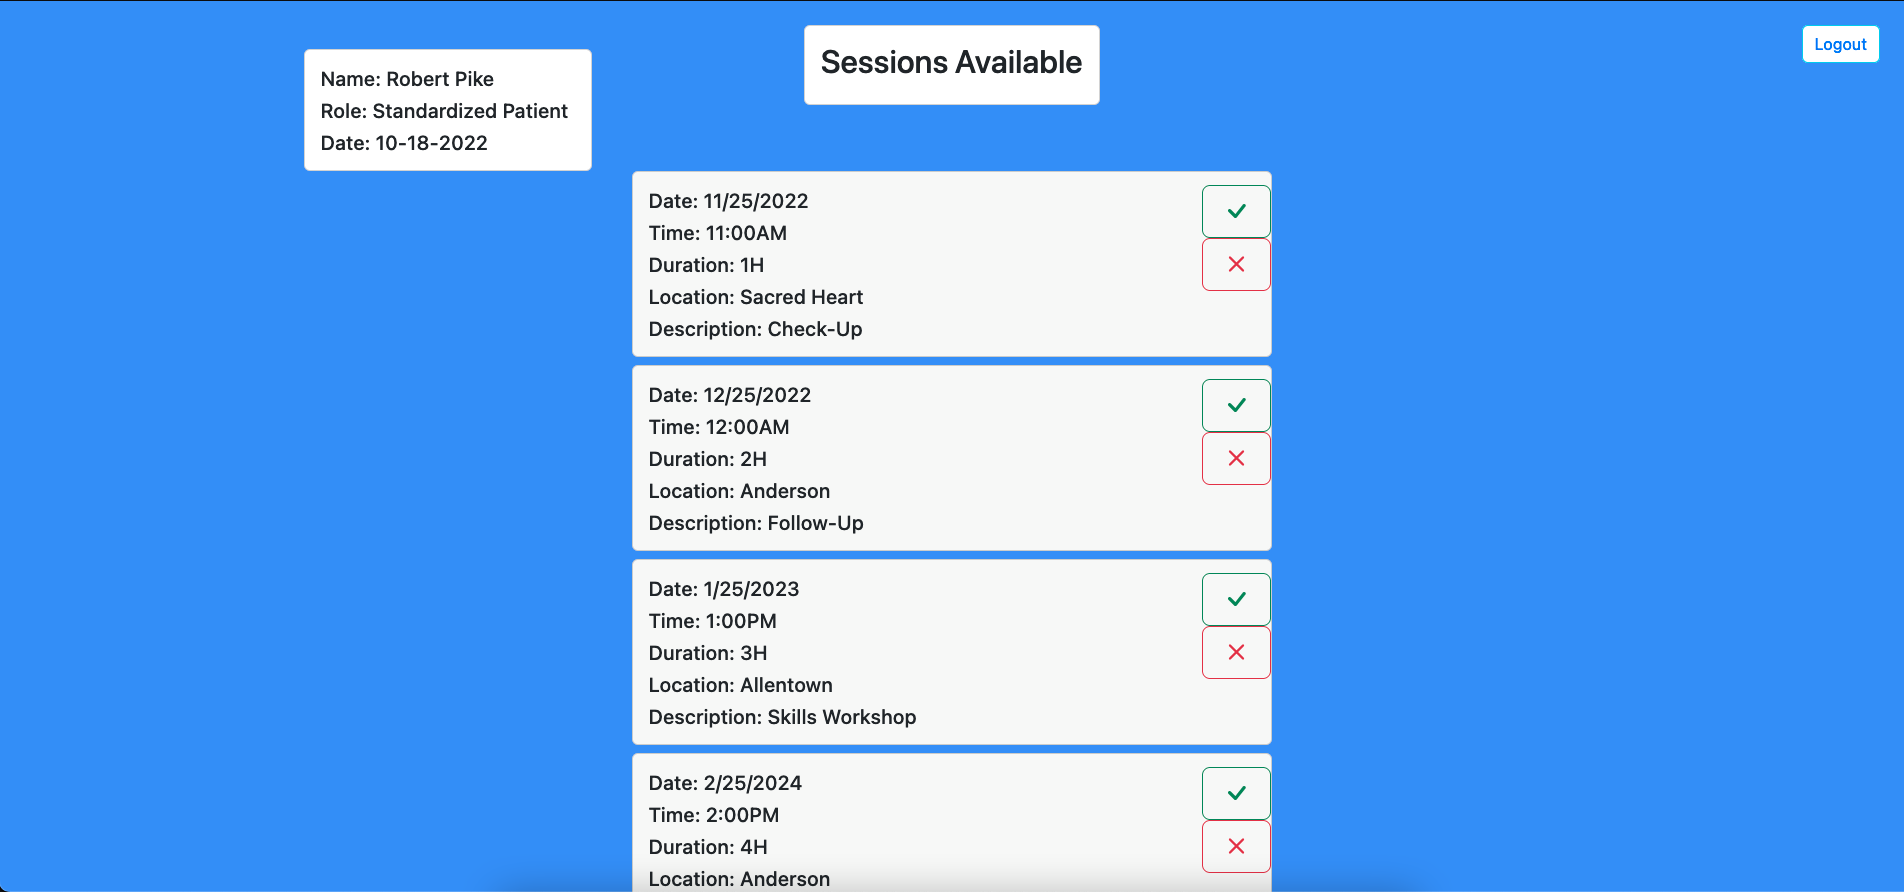 Sessions Available
Logout
Name: Robert Pike
Role: Standardized Patient
Date: 10-18-2022
Date: 11/25/2022
Time: 11:00AM
Duration: 1H
Location: Sacred Heart
Description: Check-Up
Date: 12/25/2022
Time: 12:00AM
Duration: 2H
Location: Anderson
Description: Follow-Up
Date: 1/25/2023
Time: 1:00PM
Duration: 3H
Location: Allentown
Description: Skills Workshop
Date: 2/25/2024
Time: 2:00PM
Duration: 4H
Location: Anderson